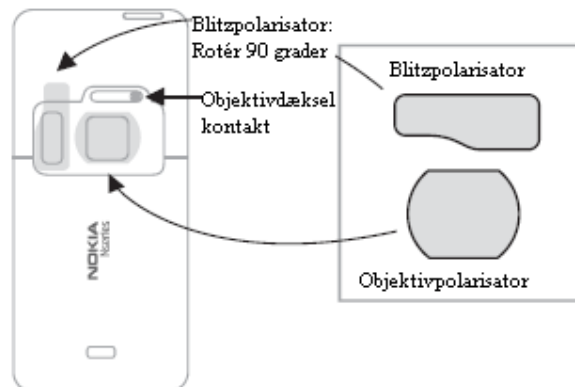 Blitzpolarisator:
Rotér 90 grader
Objektivdæksel
kontakt
NOKIA
Nseries
Blitzpolarisator
Objektivpolarisator